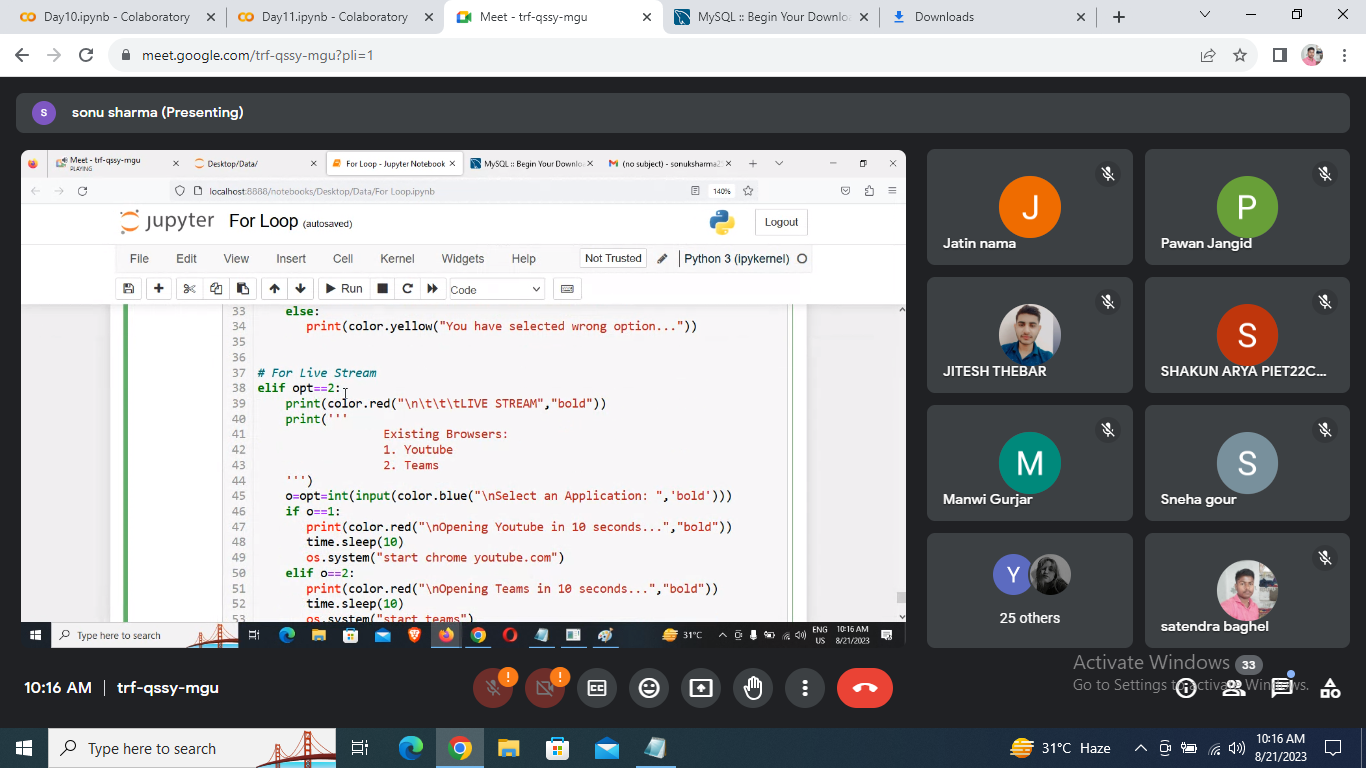 Day10.ipynb - Colaboratory
Day11.ipynb - Colaboratory
Meet - trf-qssy-mgu
MySQL :: Begin Your Downlo
Downloads
meet.google.com/trf-qssy-mgu?pli=1
S
sonu sharma (Presenting)
Meet - trf-qssy-mgu
PLAYING
Desktop/Data/
For Loop - Jupyter Notebook
MySQL :: Begin Your Downlo
(no subject) - sonuksharma2
localhost:8888/notebooks/Desktop/Data/For Loop.ipynb
140%
jupyter For Loop (autosaved)
Logout
File Edit View Insert Cell Kernel Widgets Help
Not Trusted
Python 3 (ipykernel)
Run
Code
33 else:
34 print(color.yellow("You have selected wrong option..."))
35
36
37 # For Live Stream
38 elif opt==2:
39 print(color.red("\n\t\t\tLIVE STREAM","bold"))
40 print('''
41 Existing Browsers:
42 1. Youtube
43 2. Teams
44 ''')
45 o=opt=int(input(color.blue("\nSelect an Application: ",'bold')))
46 if o==1:
47 print(color.red("\nOpening Youtube in 10 seconds...","bold"))
48 time.sleep(10)
49 os.system("start chrome youtube.com")
50 elif o==2:
51 print(color.red("\nOpening Teams in 10 seconds...","bold"))
52 time.sleep(10)
53 os.system("start teams")
Type here to search
31°C
ENG
US
10:16 AM
8/21/2023
J
Jatin nama
P
Pawan Jangid
JITESH THEBAR
S
SHAKUN ARYA PIET22C...
M
Manwi Gurjar
S
Sneha gour
Y
25 others
satendra baghel
Activate Windows
Go to Settings to activate Windows.
33
10:16 AM
trf-qssy-mgu
Type here to search
31°C Haze
10:16 AM
8/21/2023